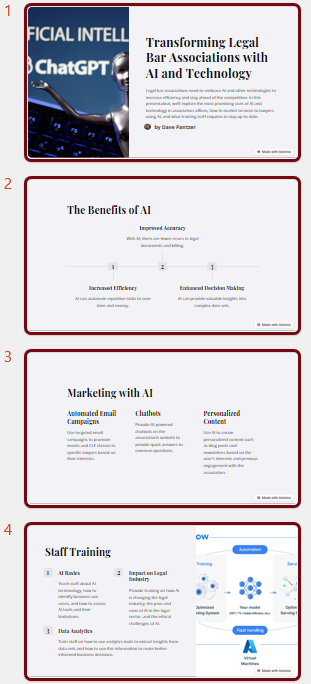 1
FICIAL INTELL
ChatGPT
Transforming Legal
Bar Associations with
AI and Technology
Legal bar associations need to embrace AI and other technologies to
increase efficiency and stay ahead of the competition. In this
presentation, we'll explore the most promising uses of AI and
technology in association offices, how to market services to lawyers
using AI, and what training staff requires to stay up to date.
by Dave Pantzer
Made with Gamma
2
The Benefits of AI
Improved Accuracy
With AI, there are fewer errors in legal
documents and billing.
1
2
3
Increased Efficiency
Enhanced Decision Making
AI can automate repetitive tasks to save
time and money.
AI can provide valuable insights into
complex data sets.
Made with Gamma
3
Marketing with AI
Automated Email
Campaigns
Use targeted email
campaigns to promote
events and CLE classes to
specific lawyers based on
their interests.
Chatbots
Provide AI-powered
chatbots on the
association's website to
provide quick answers to
common questions.
Personalized
Content
Use AI to create
personalized content such
as blog posts and
newsletters based on the
user's interests and previous
engagement with the
association.
Made with Gamma
4
Staff Training
1
AI Basics
Teach staff about AI
terminology, how to
identify business use
cases, and how to assess
AI tools and their
limitations.
2
Impact on Legal
Industry
Provide training on how AI
is changing the legal
industry, the pros and
cons of AI in the legal
sector, and the ethical
challenges of AI.
3
Data Analytics
Train staff on how to use analytics tools to extract insights from
data sets and how to use this information to make better
informed business decisions.
OW
Automation
Training
Serv
Optimized
ing System
Your model
Optimi
Serving
Fault handling
Virtual
Machines
Made with Gamma